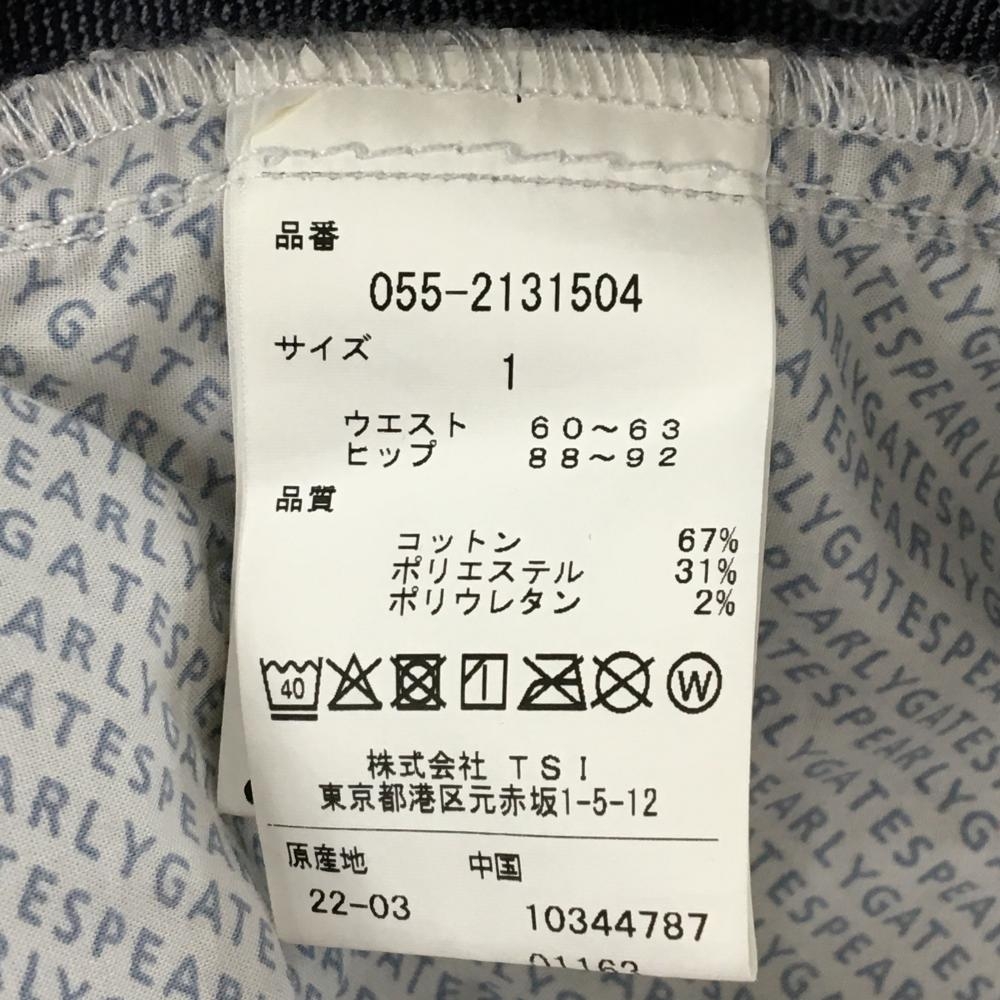 品番
055-2131504
サイズ
1
ウエスト 60～63
ヒップ 88～92
品質
コットン 67%
ポリエステル 31%
ポリウレタン 2%
40 W
株式会社 TSI
東京都港区元赤坂1-5-12
原産地 中国
22-03 10344787
PEARLYGATES